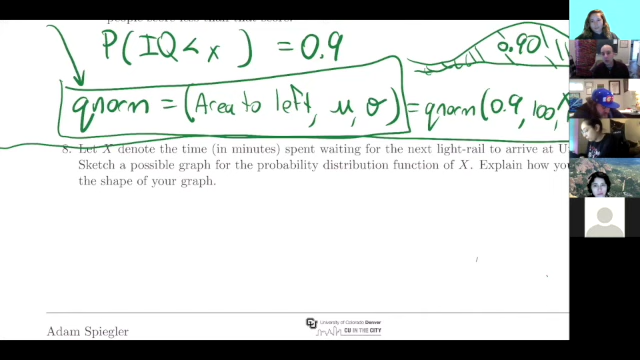 people score less than that score.
P(IQ < x) = 0.9
0.90
qnorm = (Area to left, μ, σ) = qnorm(0.9, 100,
8. Let X denote the time (in minutes) spent waiting for the next light-rail to arrive at U
Sketch a possible graph for the probability distribution function of X. Explain how yo
the shape of your graph.
Adam Spiegler
CU
University of Colorado Denver
CU IN THE CITY